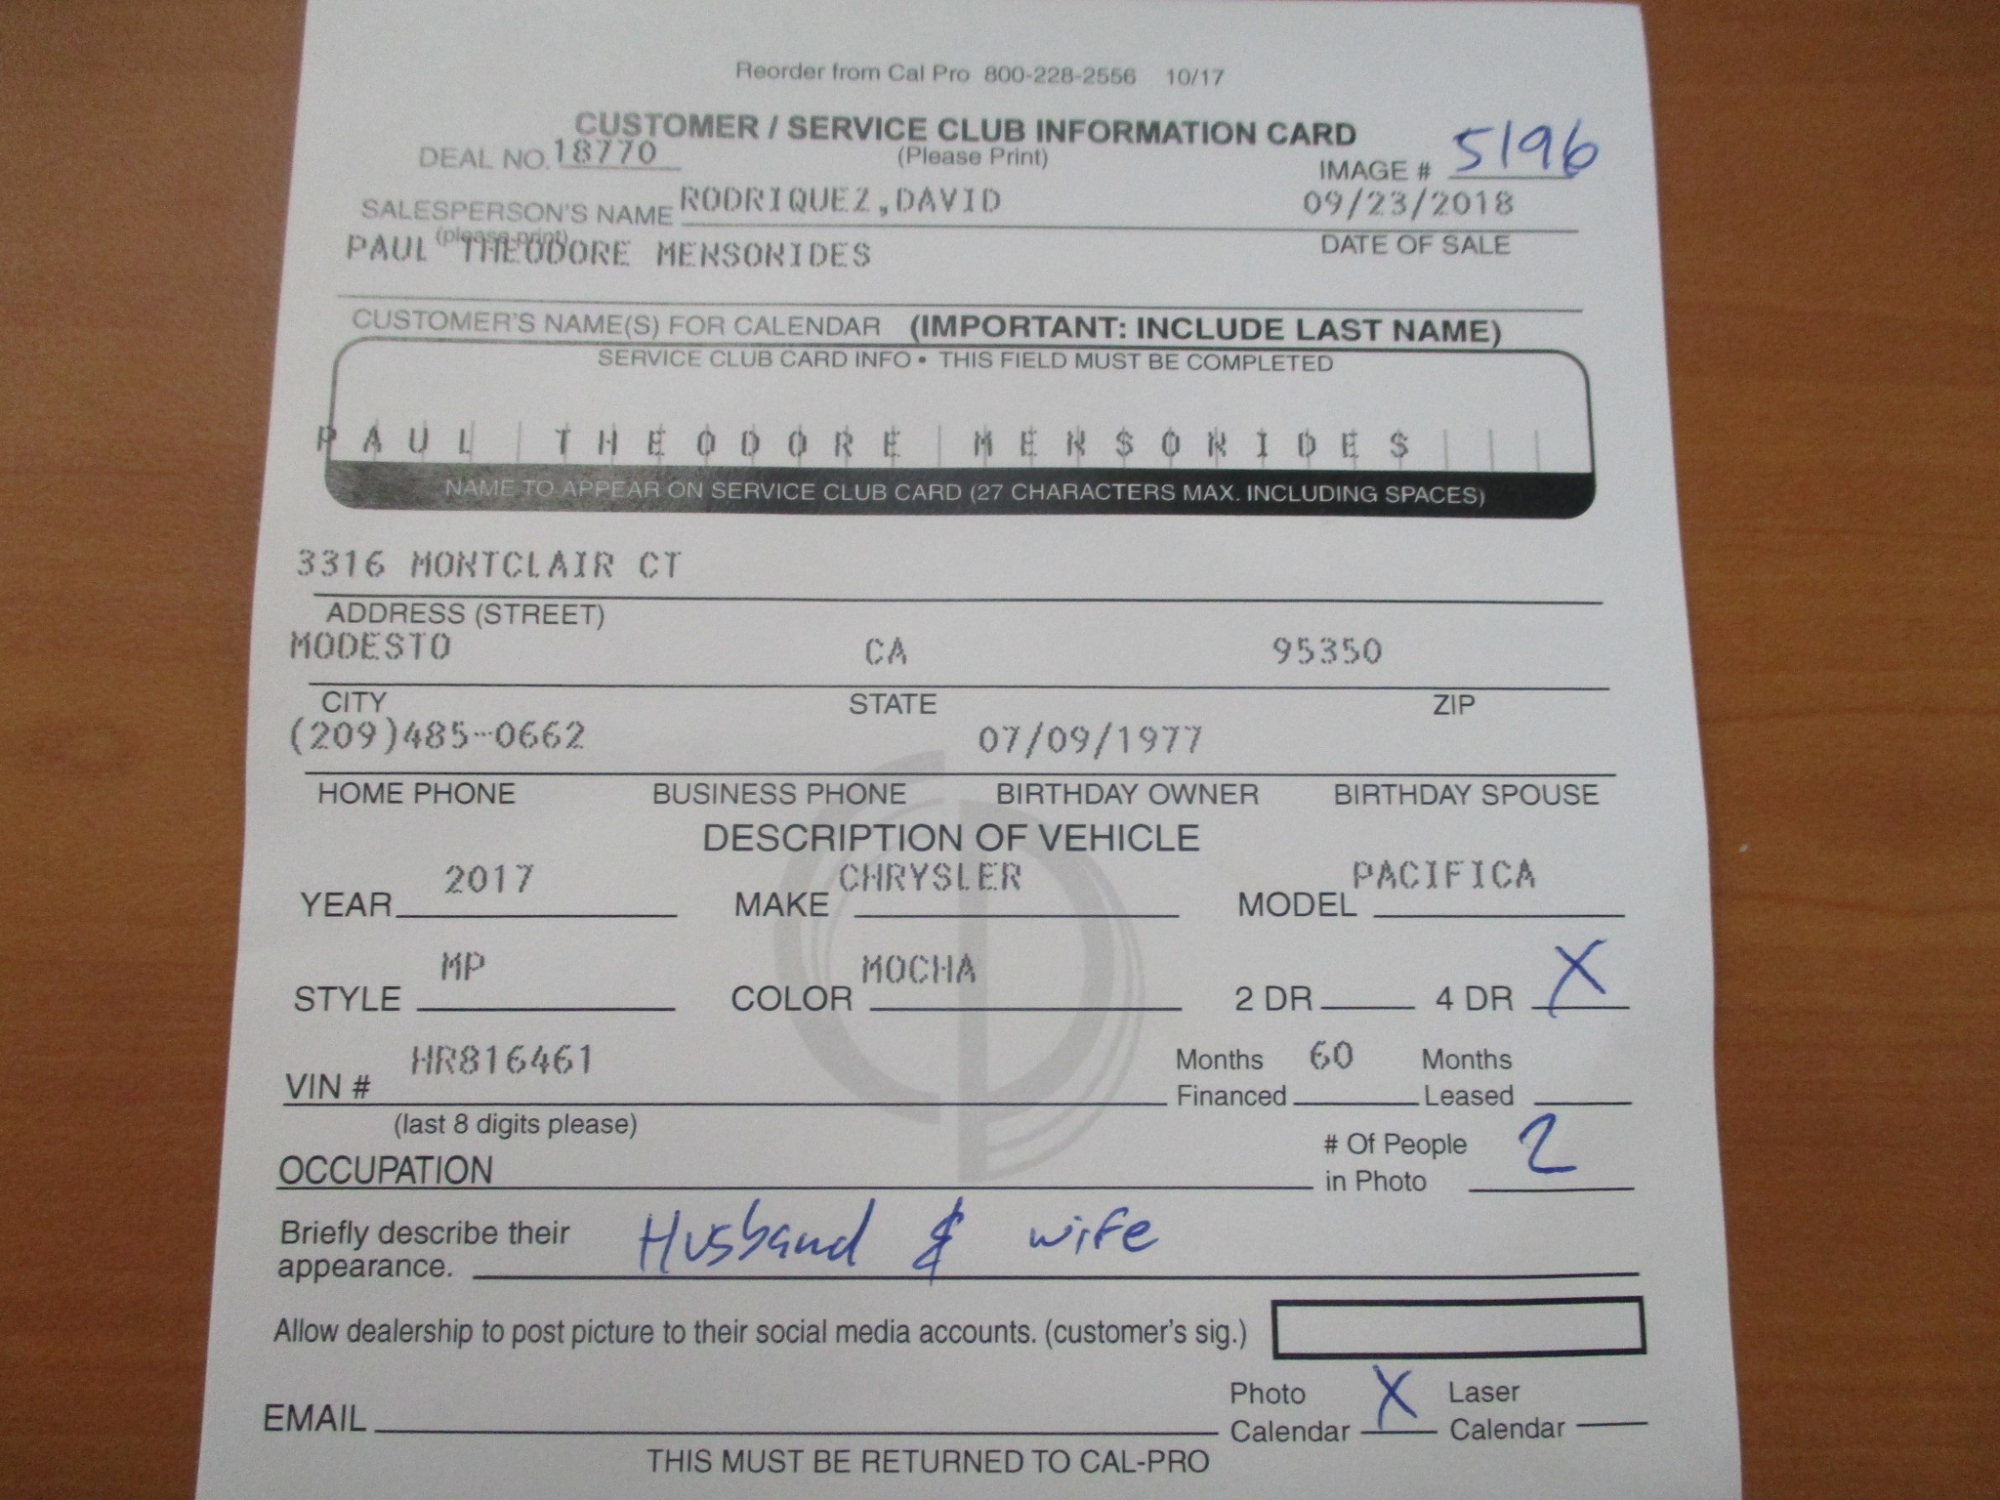 Reorder from Cal Pro 800-228-2556 10/17
CUSTOMER / SERVICE CLUB INFORMATION CARD
DEAL NO. 18770 (Please Print) IMAGE # 5196
SALESPERSON'S NAME RODRIQUEZ,DAVID 09/23/2018
(please print) DATE OF SALE
PAUL THEODORE MENSONIDES
CUSTOMER'S NAME(S) FOR CALENDAR (IMPORTANT: INCLUDE LAST NAME)
SERVICE CLUB CARD INFO • THIS FIELD MUST BE COMPLETED
PAUL THEODORE MENSONIDES
NAME TO APPEAR ON SERVICE CLUB CARD (27 CHARACTERS MAX. INCLUDING SPACES)
3316 MONTCLAIR CT
ADDRESS (STREET)
MODESTO CA 95350
CITY STATE ZIP
(209)485-0662 07/09/1977
HOME PHONE BUSINESS PHONE BIRTHDAY OWNER BIRTHDAY SPOUSE
DESCRIPTION OF VEHICLE
YEAR 2017 MAKE CHRYSLER MODEL PACIFICA
STYLE MP COLOR MOCHA 2 DR 4 DR X
VIN # HR816461 Months Financed 60 Months Leased
(last 8 digits please)
OCCUPATION # Of People in Photo 2
Briefly describe their appearance. Husband & wife
Allow dealership to post picture to their social media accounts. (customer's sig.)
EMAIL Photo Calendar X Laser Calendar
THIS MUST BE RETURNED TO CAL-PRO